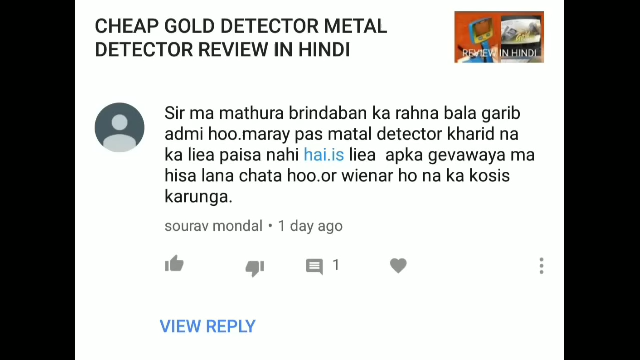 CHEAP GOLD DETECTOR METAL
DETECTOR REVIEW IN HINDI
REVIEW IN HINDI
Sir ma mathura brindaban ka rahna bala garib
admi hoo.maray pas matal detector kharid na
ka liea paisa nahi hai.is liea apka gevawaya ma
hisa lana chata hoo.or wienar ho na ka kosis
karunga.
sourav mondal • 1 day ago
1
VIEW REPLY